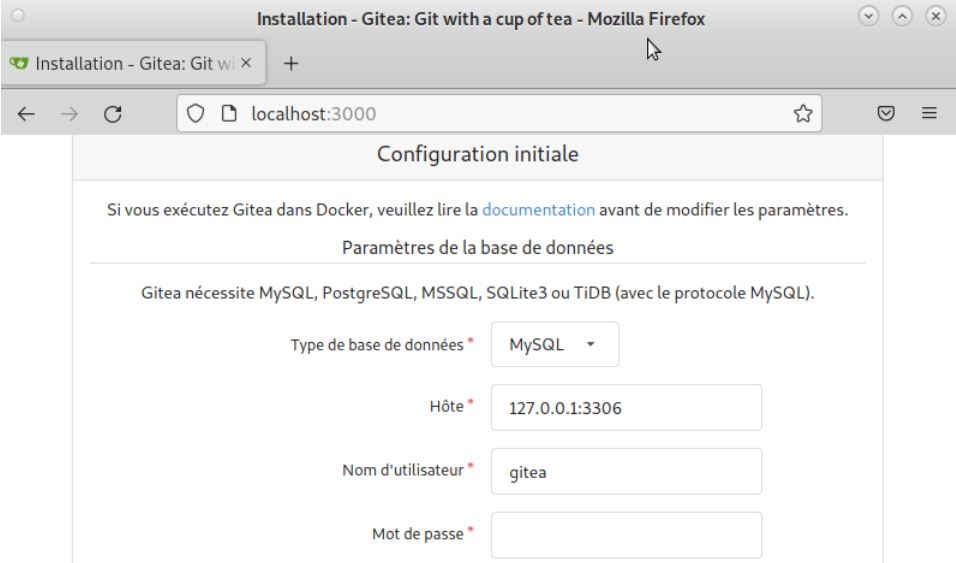 Installation - Gitea: Git with a cup of tea - Mozilla Firefox
Installation - Gitea: Git wi
localhost:3000
Configuration initiale
Si vous exécutez Gitea dans Docker, veuillez lire la documentation avant de modifier les paramètres.
Paramètres de la base de données
Gitea nécessite MySQL, PostgreSQL, MSSQL, SQLite3 ou TiDB (avec le protocole MySQL).
Type de base de données * MySQL
Hôte * 127.0.0.1:3306
Nom d'utilisateur * gitea
Mot de passe *